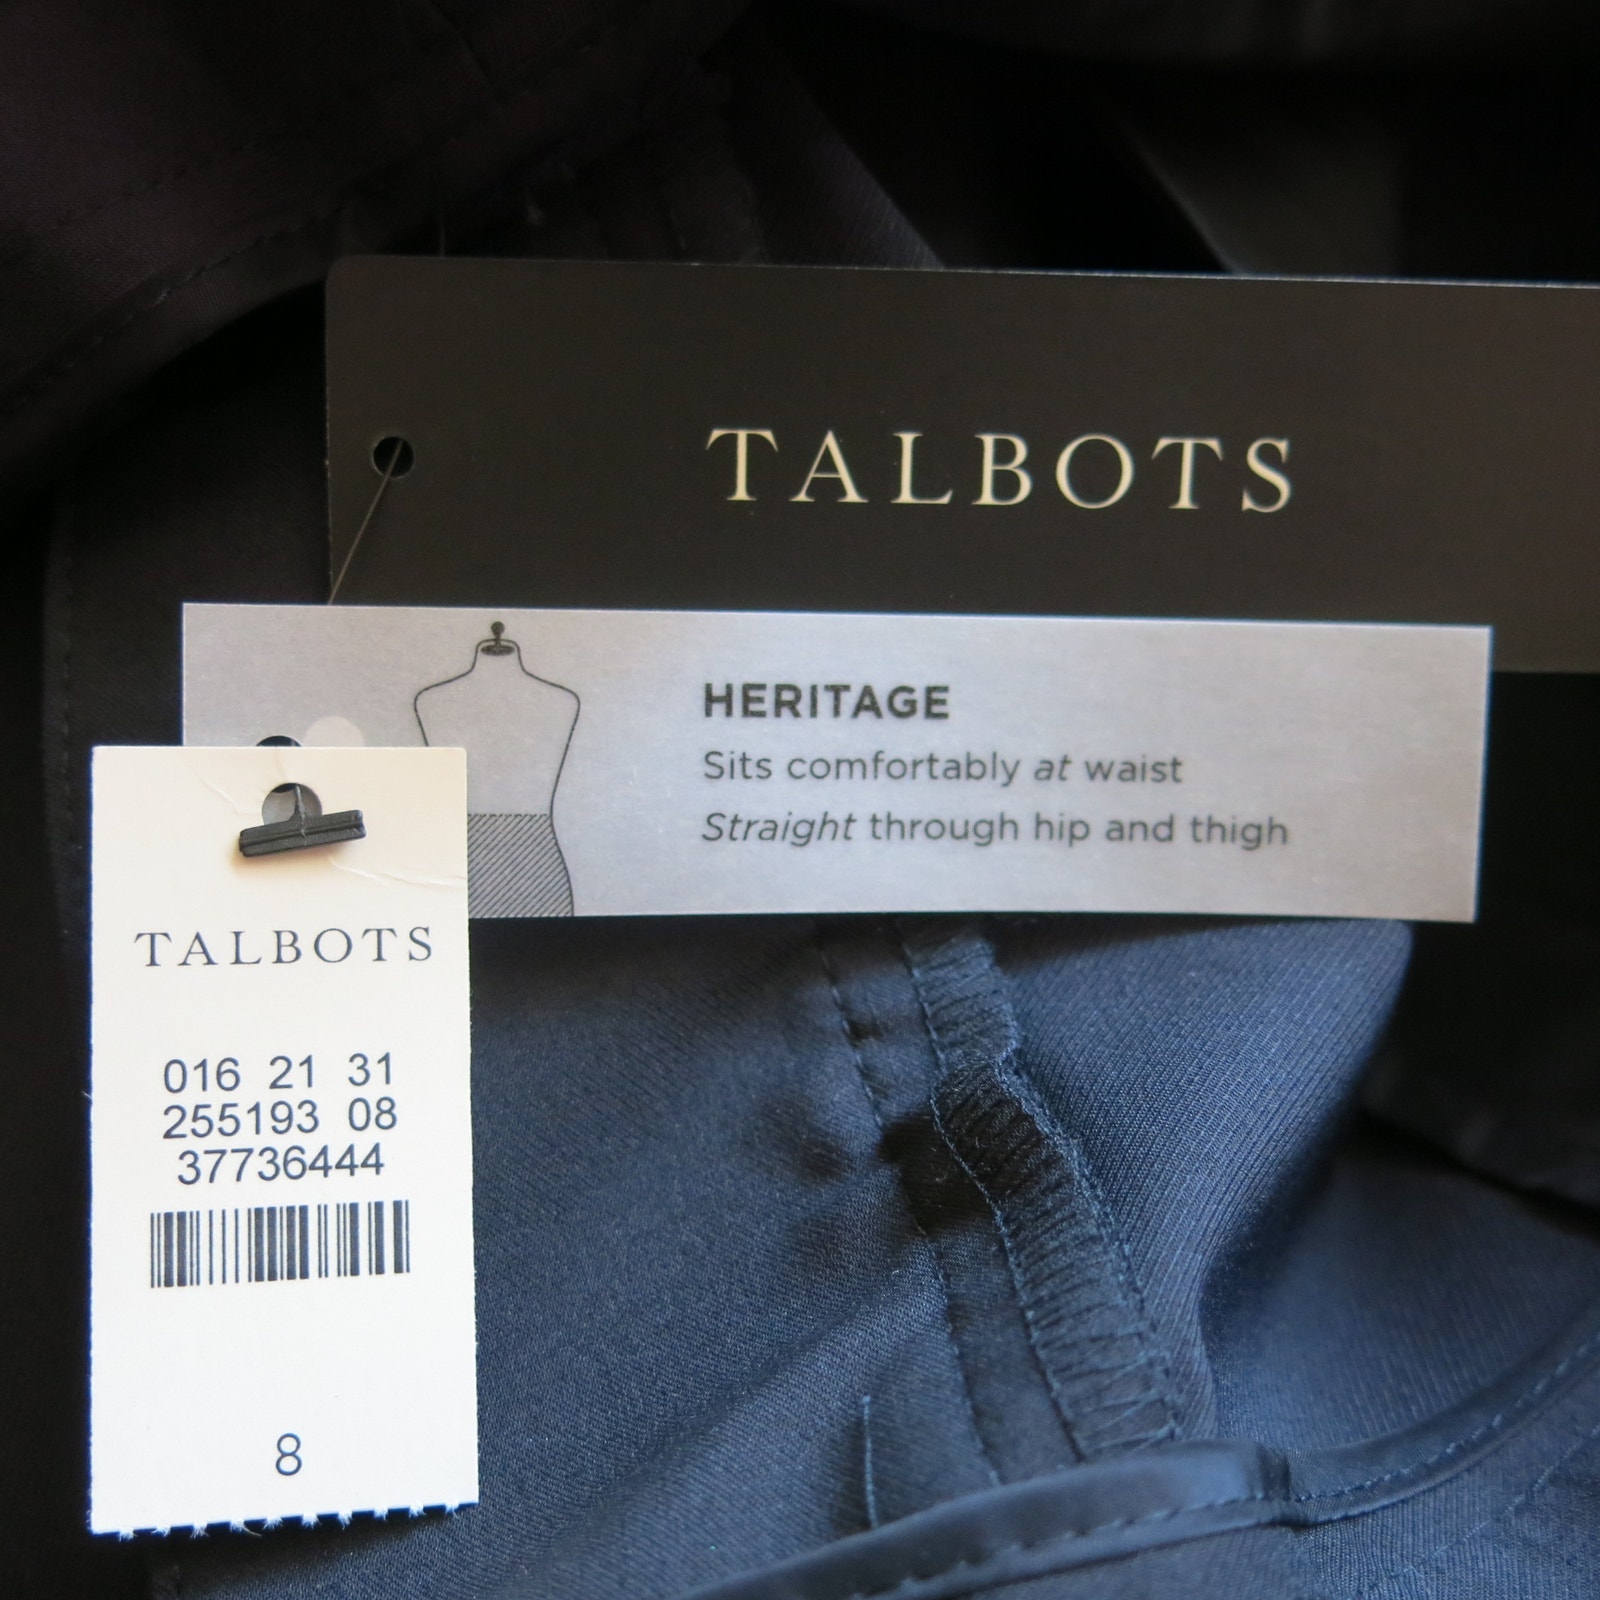 TALBOTS
HERITAGE
Sits comfortably at waist
Straight through hip and thigh
TALBOTS
016 21 31
255193 08
37736444
8